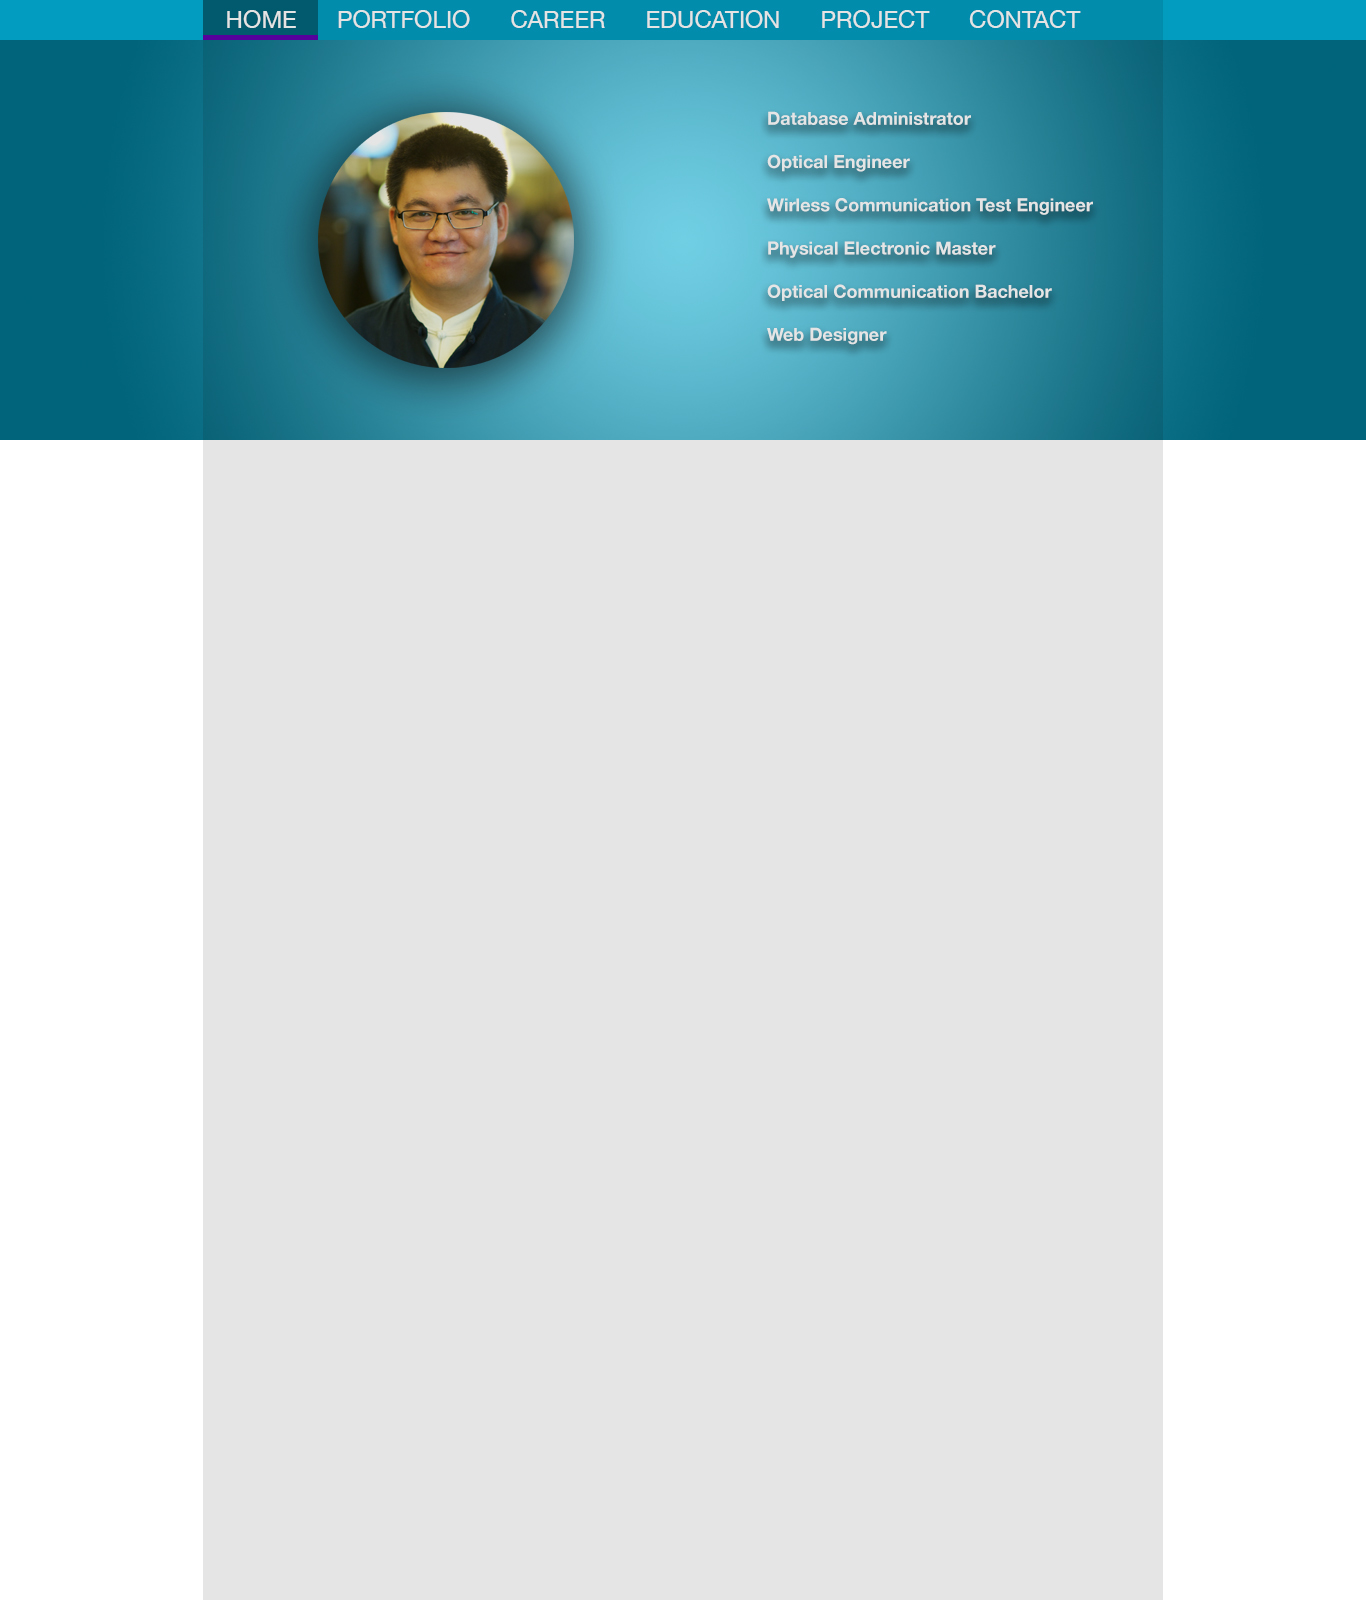 HOME PORTFOLIO CAREER EDUCATION PROJECT CONTACT
Database Administrator
Optical Engineer
Wirless Communication Test Engineer
Physical Electronic Master
Optical Communication Bachelor
Web Designer